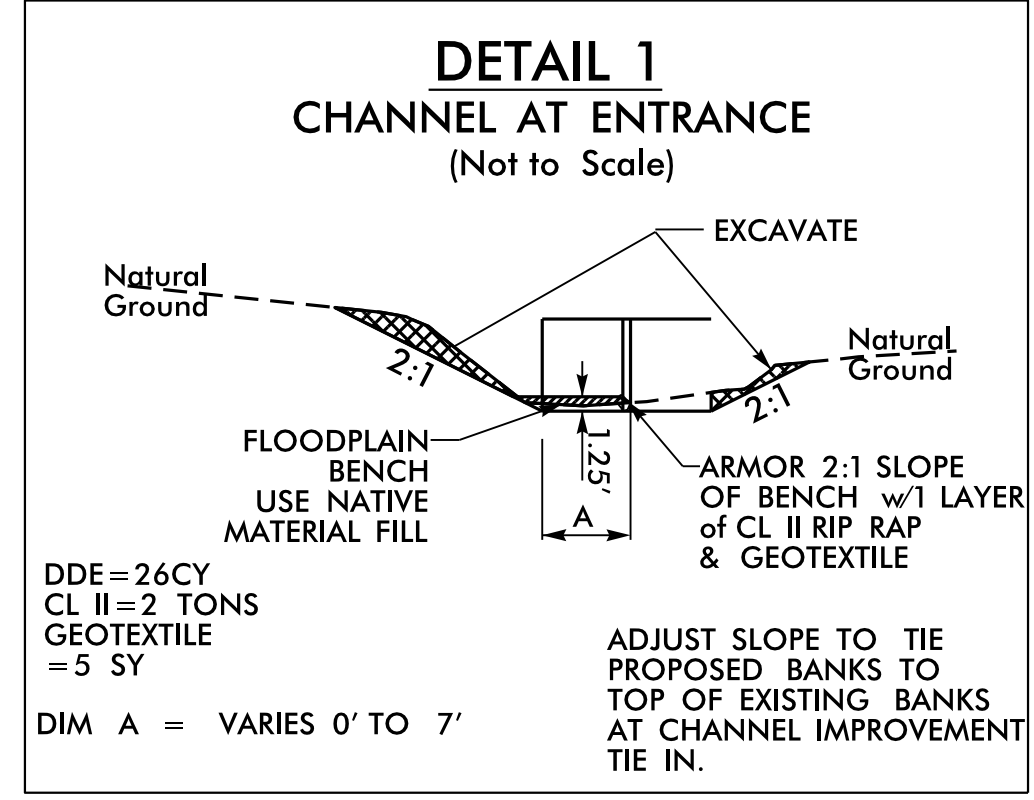 DETAIL 1
CHANNEL AT ENTRANCE
(Not to Scale)
EXCAVATE
Natural
Ground
Natural
Ground
2:1
2:1
FLOODPLAIN
BENCH
USE NATIVE
MATERIAL FILL
1.25'
A
ARMOR 2:1 SLOPE
OF BENCH w/1 LAYER
of CL II RIP RAP
& GEOTEXTILE
DDE=26CY
CL II=2 TONS
GEOTEXTILE
=5 SY
DIM A = VARIES 0' TO 7'
ADJUST SLOPE TO TIE
PROPOSED BANKS TO
TOP OF EXISTING BANKS
AT CHANNEL IMPROVEMENT
TIE IN.